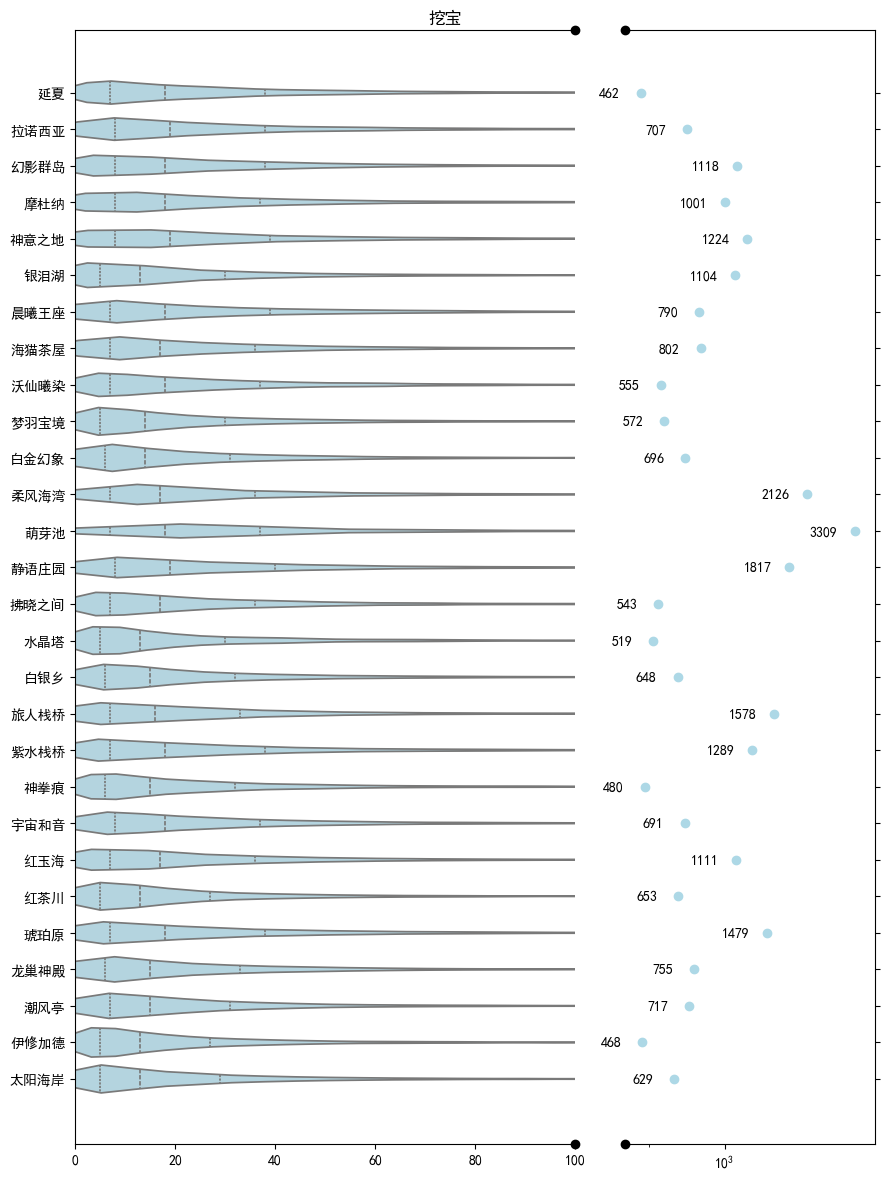 挖宝
延夏 462
拉诺西亚 707
幻影群岛 1118
摩杜纳 1001
神意之地 1224
银泪湖 1104
晨曦王座 790
海猫茶屋 802
沃仙曦染 555
梦羽宝境 572
白金幻象 696
柔风海湾 2126
萌芽池 3309
静语庄园 1817
拂晓之间 543
水晶塔 519
白银乡 648
旅人栈桥 1578
紫水栈桥 1289
神拳痕 480
宇宙和音 691
红玉海 1111
红茶川 653
琥珀原 1479
龙巢神殿 755
潮风亭 717
伊修加德 468
太阳海岸 629
0 20 40 60 80 100 10³